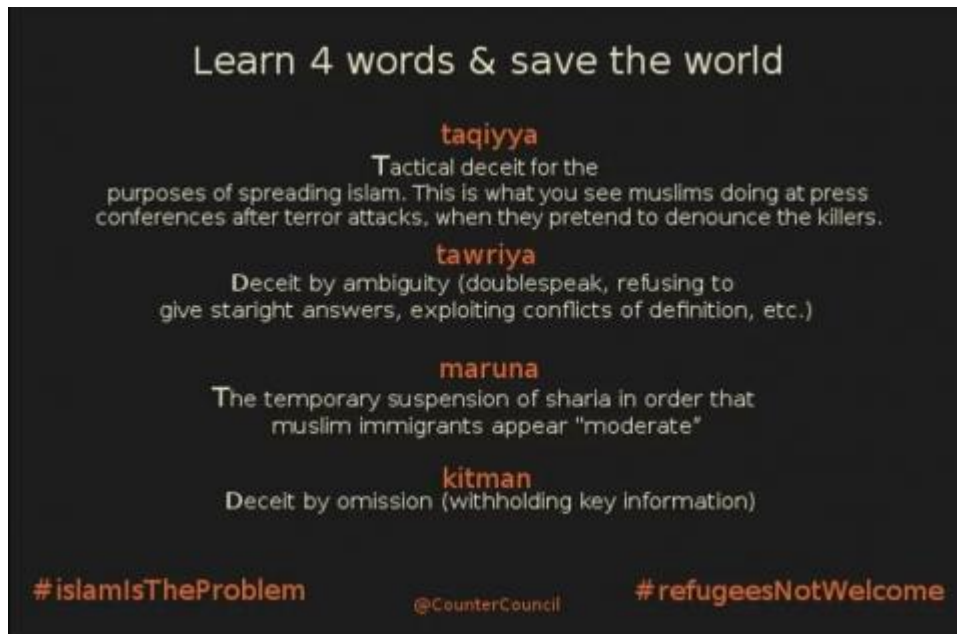 Learn 4 words & save the world
taqiyya
Tactical deceit for the
purposes of spreading islam. This is what you see muslims doing at press
conferences after terror attacks, when they pretend to denounce the killers.
tawriya
Deceit by ambiguity (doublespeak, refusing to
give staright answers, exploiting conflicts of definition, etc.)
maruna
The temporary suspension of sharia in order that
muslim immigrants appear "moderate"
kitman
Deceit by omission (withholding key information)
#islamIsTheProblem
@CounterCouncil
#refugeesNotWelcome